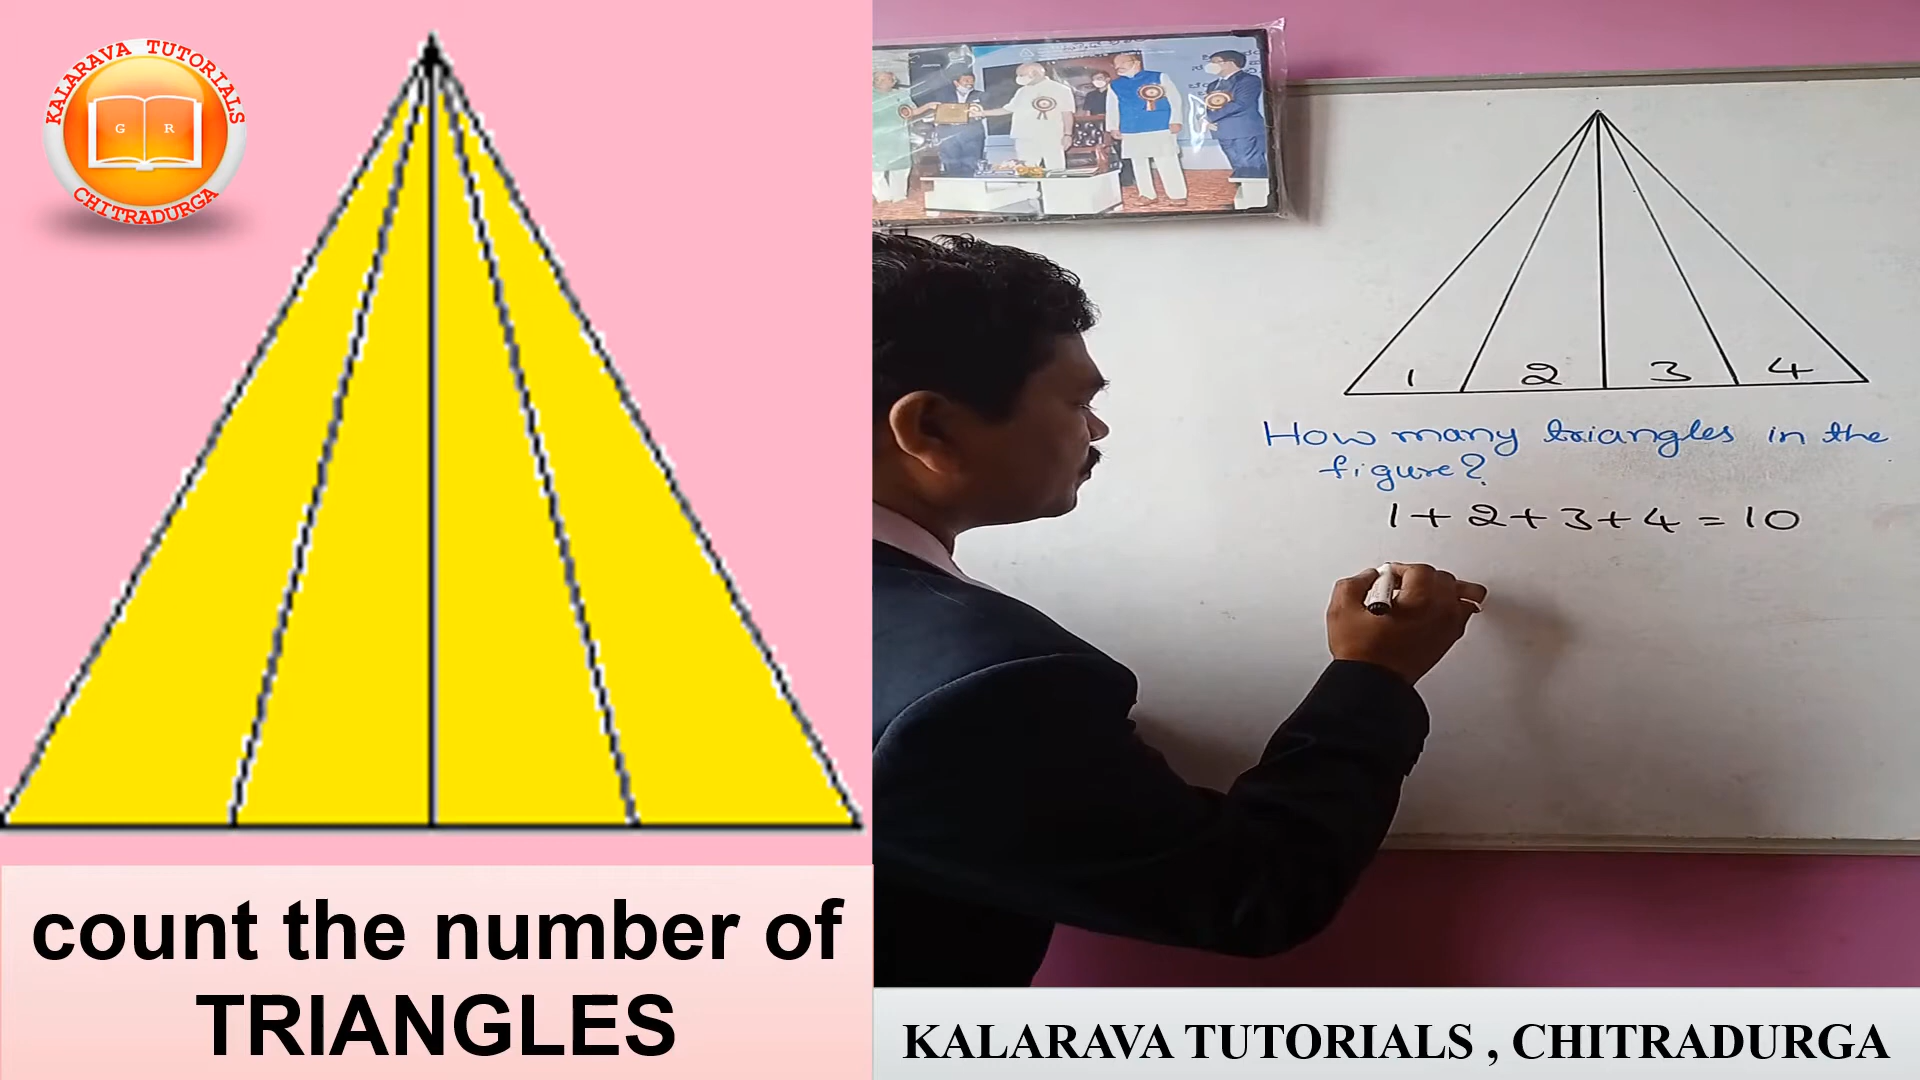 KALARAVA TUTORIALS
G R
CHITRADURGA
1 2 3 4
How many triangles in the
figure?
1+2+3+4=10
count the number of
TRIANGLES
KALARAVA TUTORIALS , CHITRADURGA